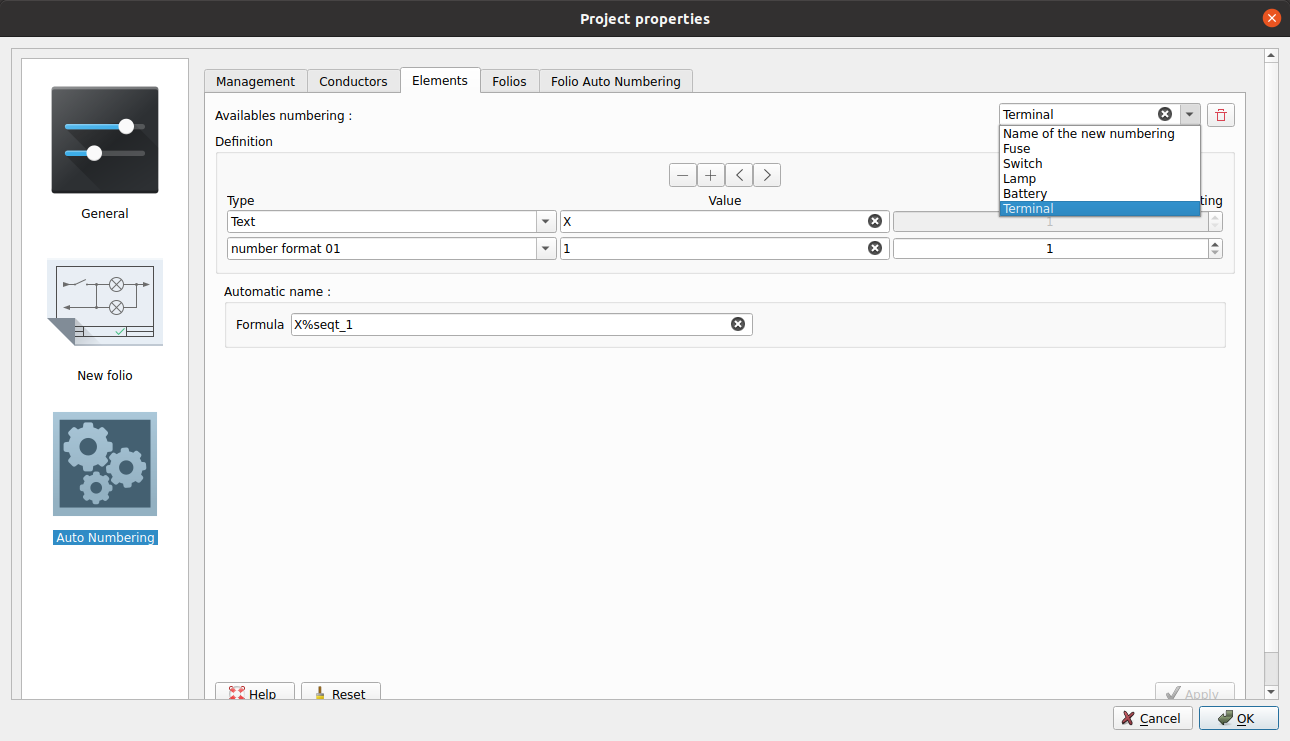 Project properties
General
New folio
Auto Numbering
Management Conductors Elements Folios Folio Auto Numbering
Availables numbering : Terminal
Name of the new numbering
Fuse
Switch
Lamp
Battery
Terminal
Definition
Type Value ting
Text X 1
number format 01 1 1
Automatic name :
Formula X%seqt_1
Help Reset Apply
Cancel OK